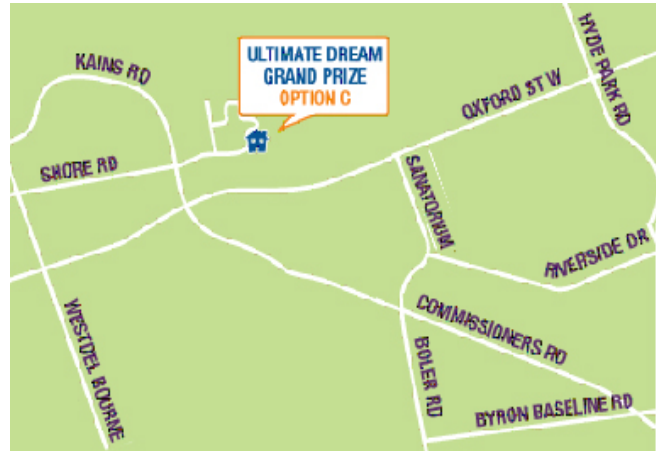 KAINS RD
ULTIMATE DREAM
GRAND PRIZE
OPTION C
HYDE PARK RD
OXFORD ST W
SHORE RD
SANATORIUM
RIVERSIDE DR
WESTDEL BOURNE
COMMISSIONERS RD
BOLER RD
BYRON BASELINE RD